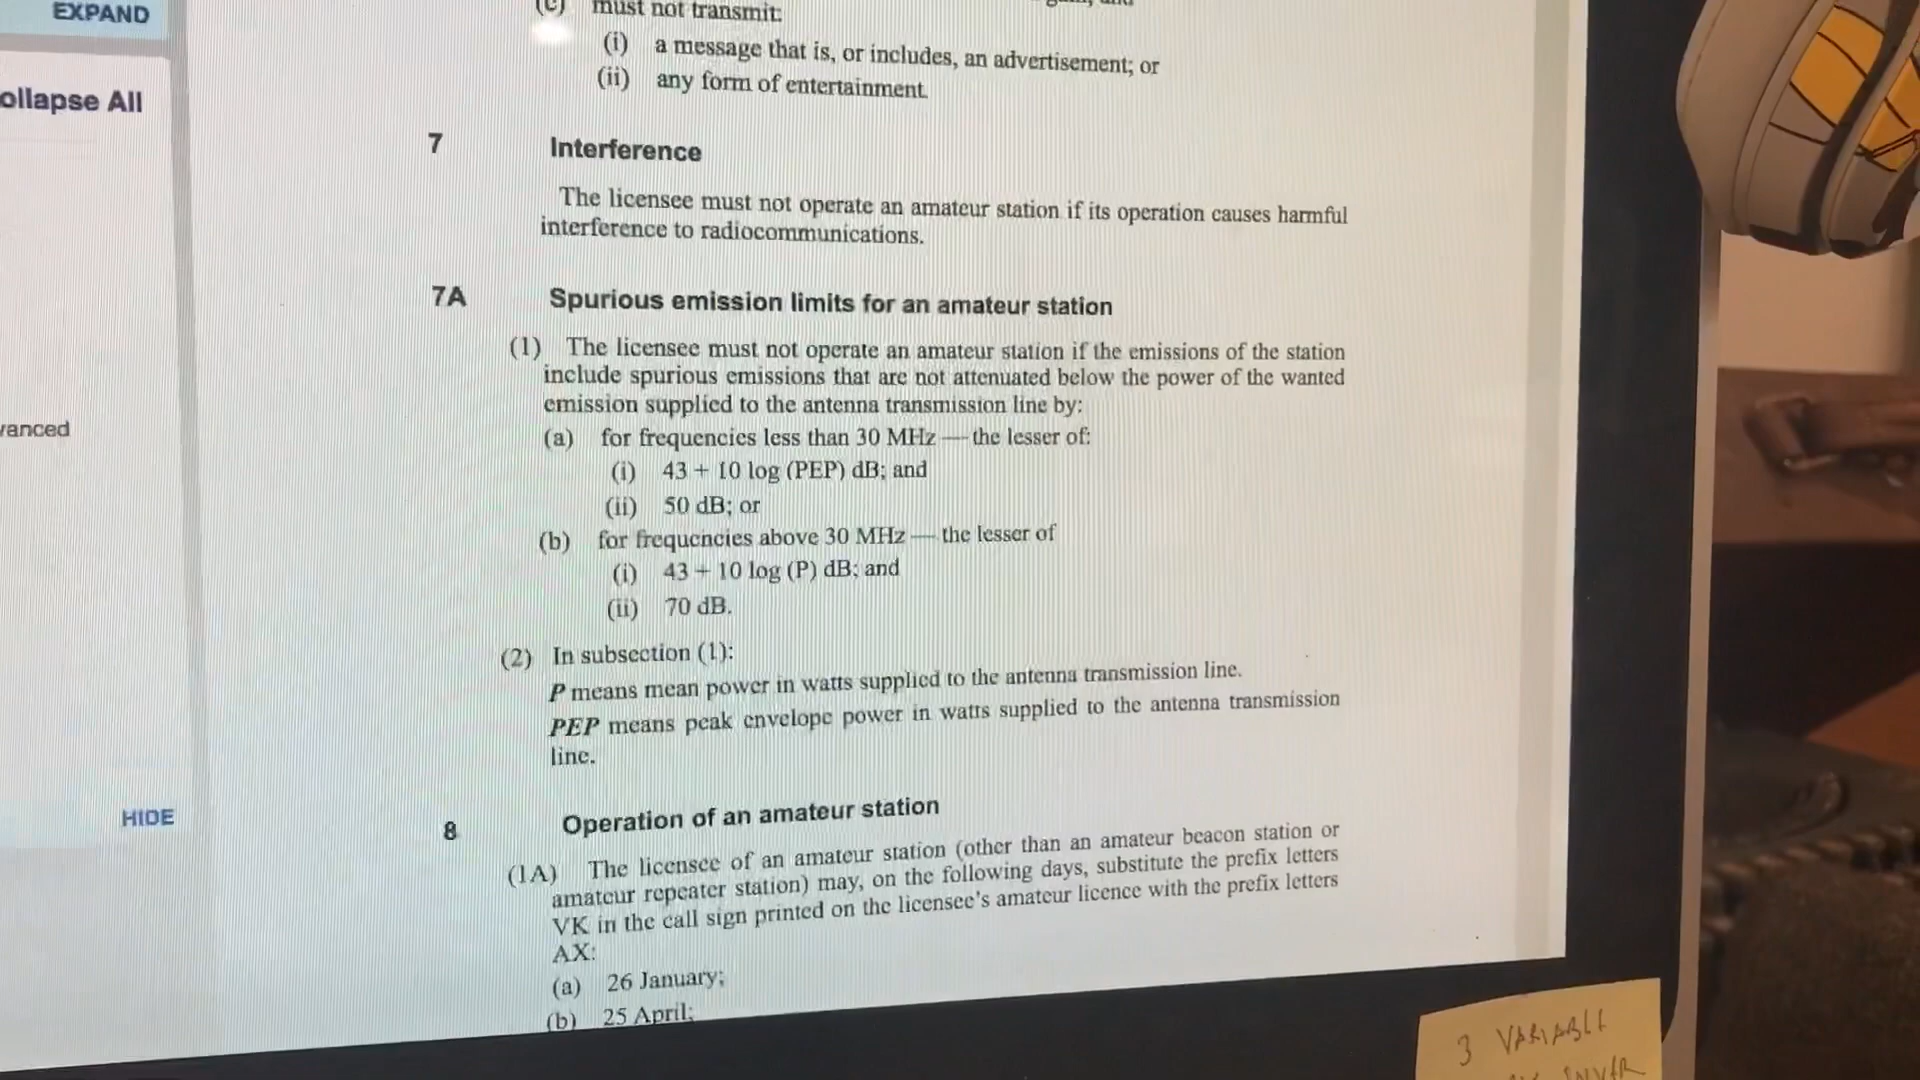 EXPAND
ollapse All
vanced
HIDE
(c) must not transmit:
(i) a message that is, or includes, an advertisement; or
(ii) any form of entertainment.
7 Interference
The licensee must not operate an amateur station if its operation causes harmful
interference to radiocommunications.
7A Spurious emission limits for an amateur station
(1) The licensee must not operate an amateur station if the emissions of the station
include spurious emissions that are not attenuated below the power of the wanted
emission supplied to the antenna transmission line by:
(a) for frequencies less than 30 MHz — the lesser of:
(i) 43 + 10 log (PEP) dB; and
(ii) 50 dB; or
(b) for frequencies above 30 MHz — the lesser of
(i) 43 + 10 log (P) dB; and
(ii) 70 dB.
(2) In subsection (1):
P means mean power in watts supplied to the antenna transmission line.
PEP means peak envelope power in watts supplied to the antenna transmission
line.
8 Operation of an amateur station
(1A) The licensee of an amateur station (other than an amateur beacon station or
amateur repeater station) may, on the following days, substitute the prefix letters
VK in the call sign printed on the licensee's amateur licence with the prefix letters
AX:
(a) 26 January;
(b) 25 April;
3 VARIABLE